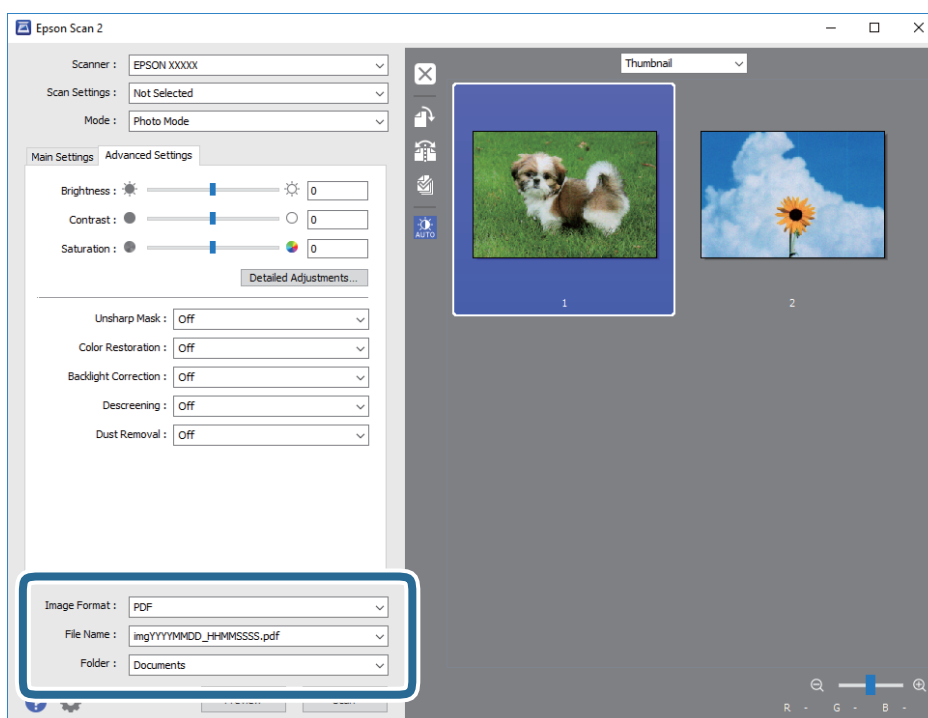 Epson Scan 2
Scanner : EPSON XXXXX
Scan Settings : Not Selected
Mode : Photo Mode
Main Settings Advanced Settings
Brightness : 0
Contrast : 0
Saturation : 0
Detailed Adjustments...
Unsharp Mask : Off
Color Restoration : Off
Backlight Correction : Off
Descreening : Off
Dust Removal : Off
Image Format : PDF
File Name : imgYYYYMMDD_HHMMSSSS.pdf
Folder : Documents
Thumbnail
AUTO
1 2
R - G - B -